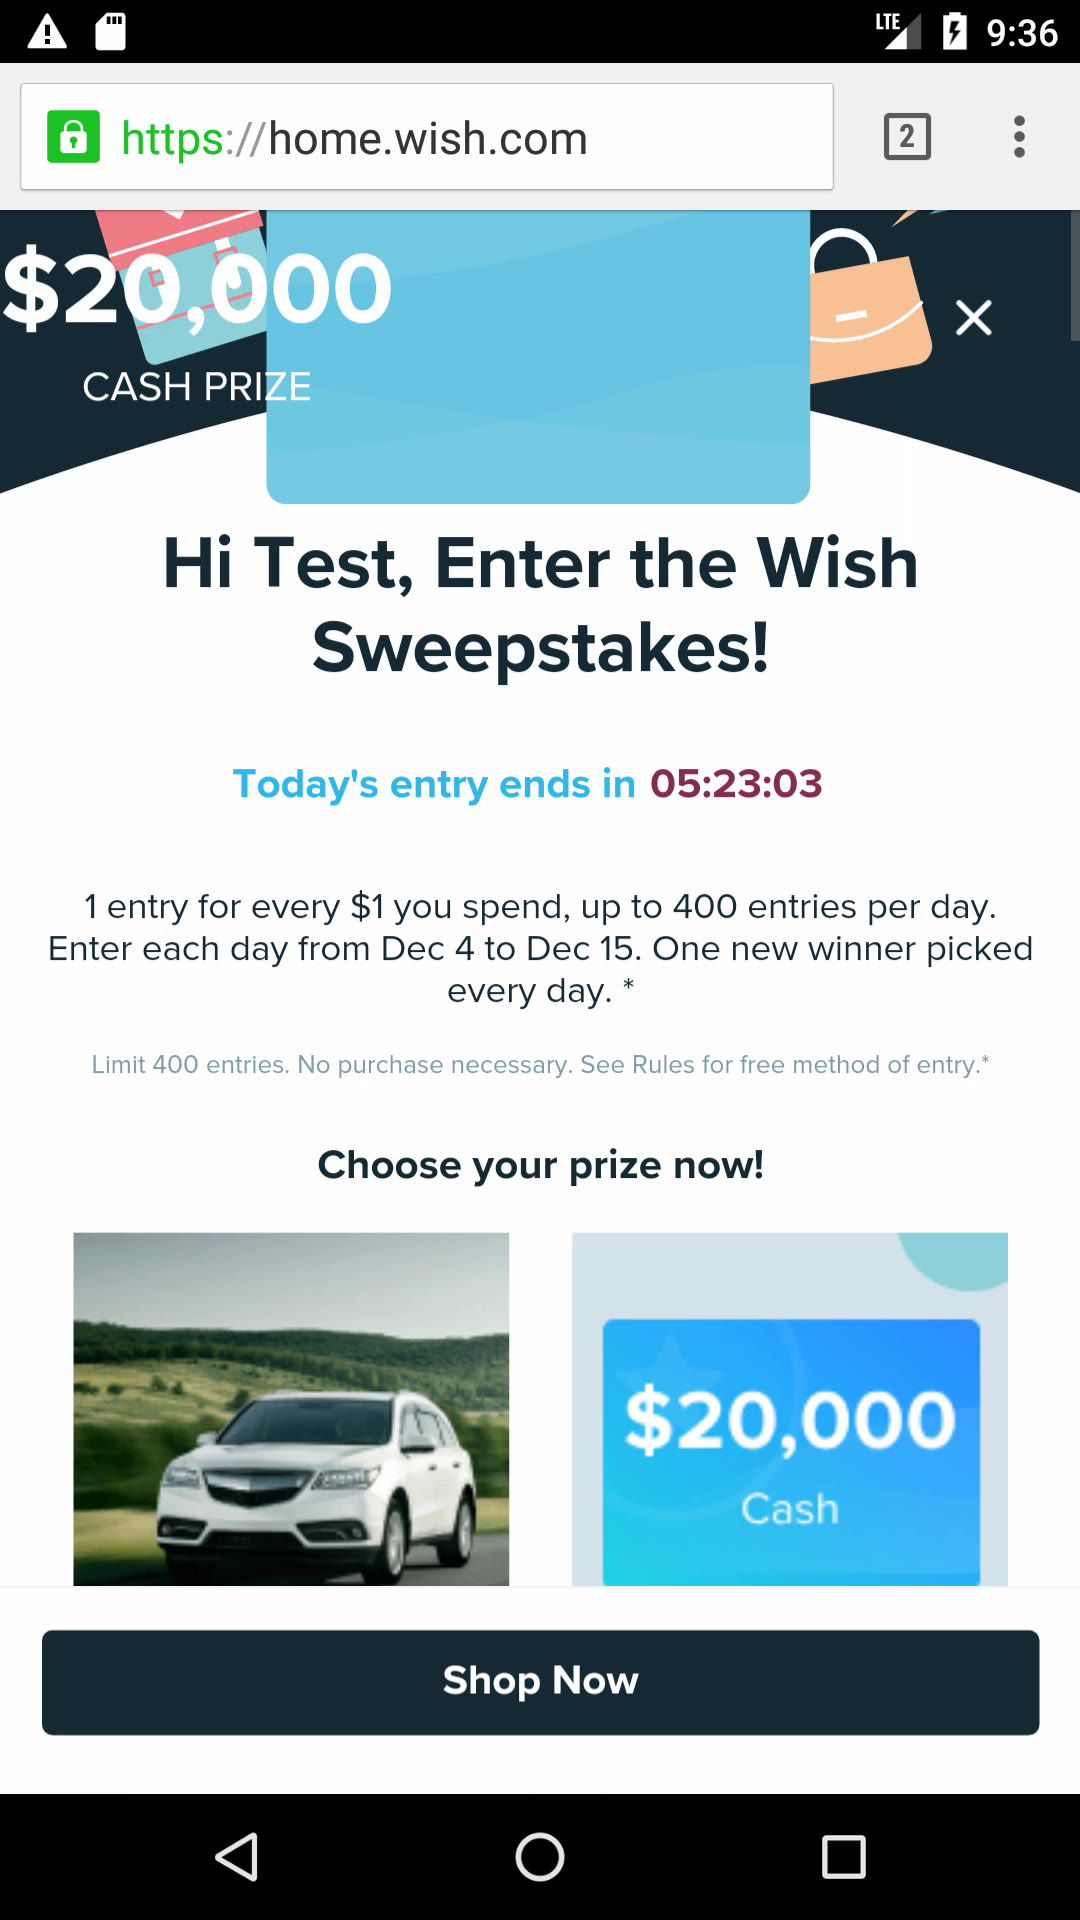 LTE 9:36
https://home.wish.com 2
$20,000
CASH PRIZE
Hi Test, Enter the Wish
Sweepstakes!
Today's entry ends in 05:23:03
1 entry for every $1 you spend, up to 400 entries per day.
Enter each day from Dec 4 to Dec 15. One new winner picked
every day. *
Limit 400 entries. No purchase necessary. See Rules for free method of entry.*
Choose your prize now!
$20,000
Cash
Shop Now